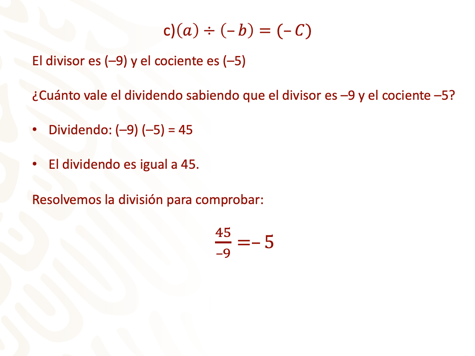 c)(a) ÷ (– b) = (– C)
El divisor es (–9) y el cociente es (–5)
¿Cuánto vale el dividendo sabiendo que el divisor es –9 y el cociente –5?
• Dividendo: (–9) (–5) = 45
• El dividendo es igual a 45.
Resolvemos la división para comprobar:
45/–9 =– 5